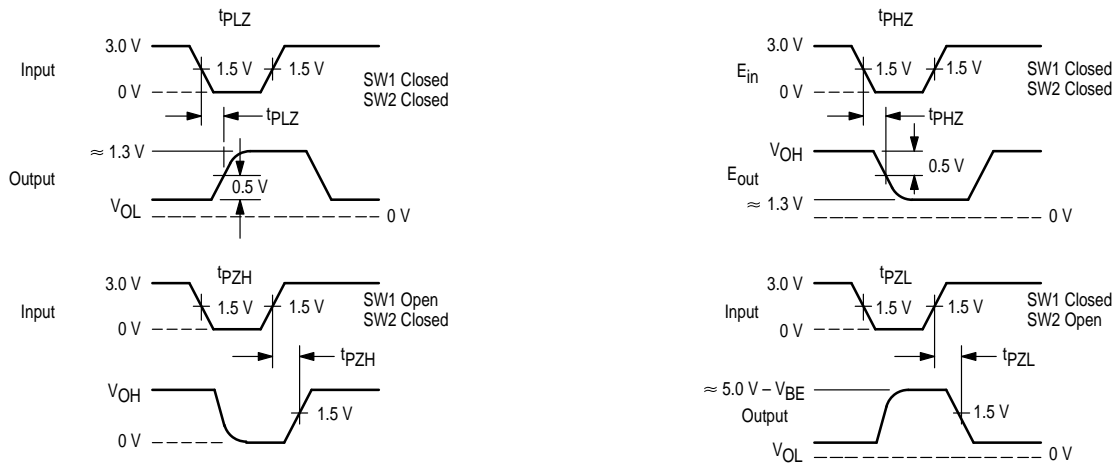 tPLZ
3.0 V
Input
1.5 V
1.5 V
0 V
SW1 Closed
SW2 Closed
tPLZ
≈ 1.3 V
Output
0.5 V
VOL
0 V
tPHZ
3.0 V
Ein
1.5 V
1.5 V
0 V
SW1 Closed
SW2 Closed
tPHZ
VOH
0.5 V
Eout
≈ 1.3 V
0 V
tPZH
3.0 V
Input
1.5 V
1.5 V
0 V
SW1 Open
SW2 Closed
tPZH
VOH
1.5 V
0 V
tPZL
3.0 V
Input
1.5 V
1.5 V
0 V
SW1 Closed
SW2 Open
tPZL
≈ 5.0 V – VBE
Output
1.5 V
VOL
0 V